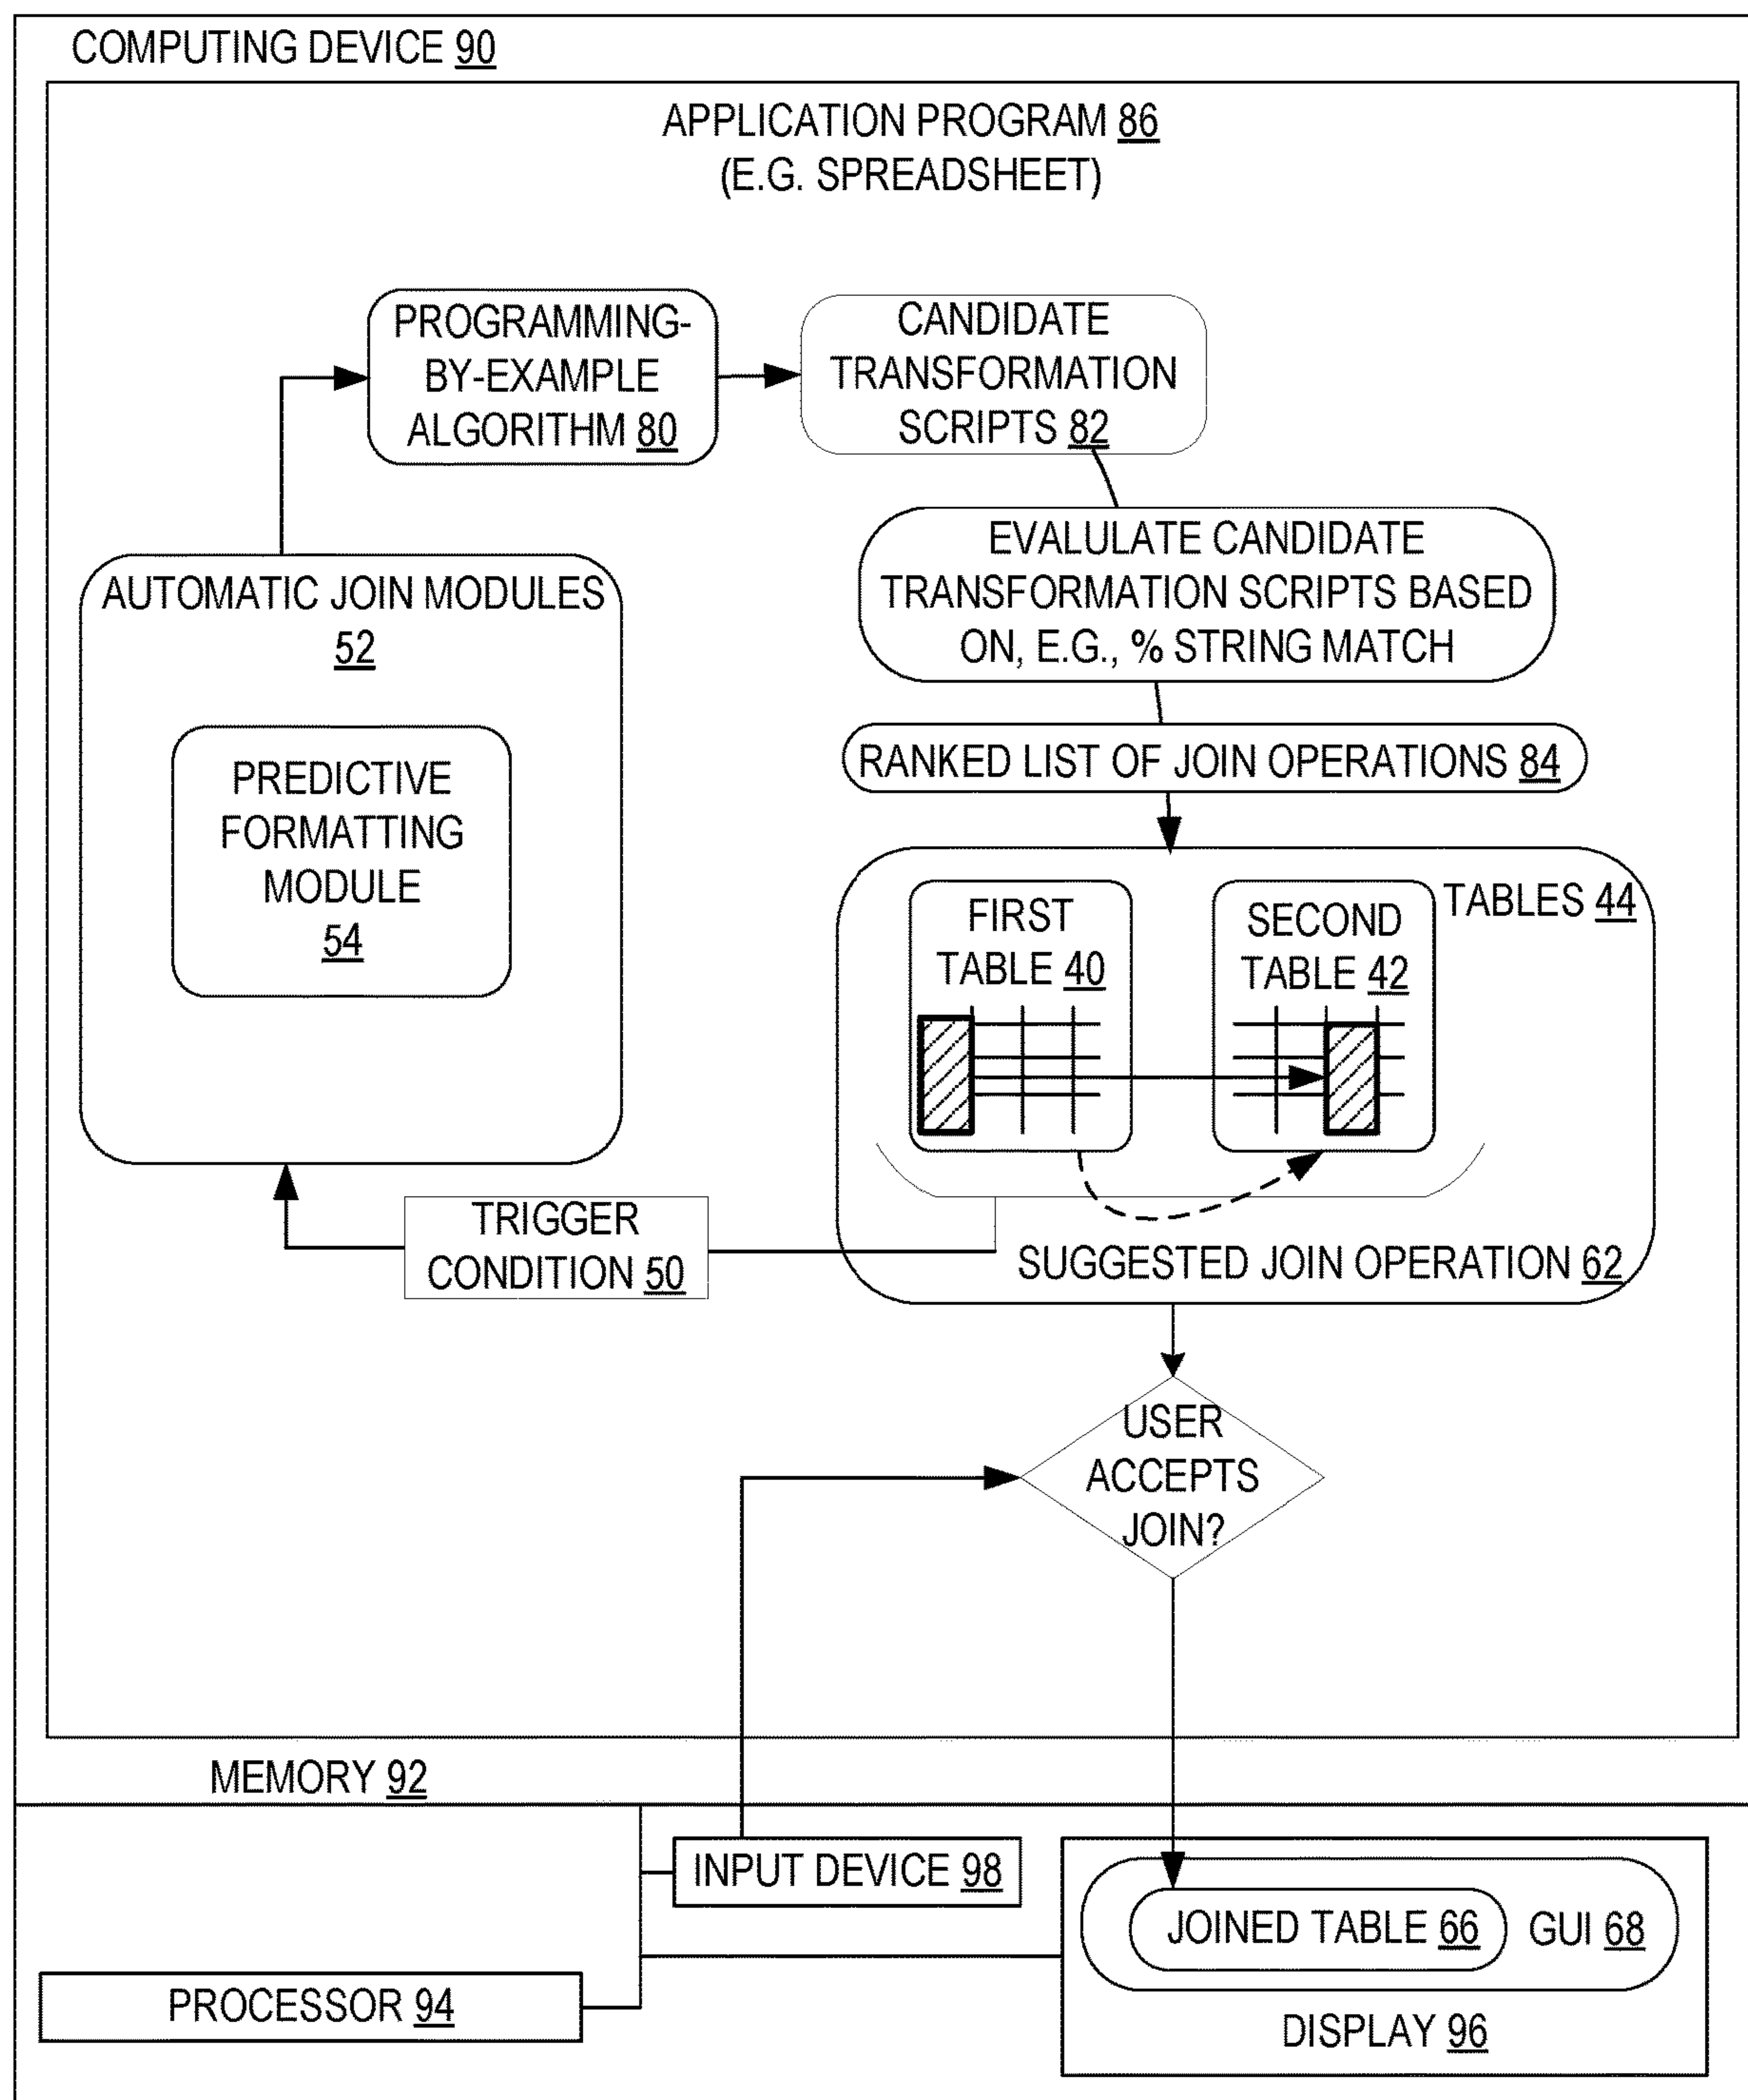 COMPUTING DEVICE 90
APPLICATION PROGRAM 86
(E.G. SPREADSHEET)
PROGRAMMING-
BY-EXAMPLE
ALGORITHM 80
CANDIDATE
TRANSFORMATION
SCRIPTS 82
EVALULATE CANDIDATE
TRANSFORMATION SCRIPTS BASED
ON, E.G., % STRING MATCH
AUTOMATIC JOIN MODULES
52
PREDICTIVE
FORMATTING
MODULE
54
RANKED LIST OF JOIN OPERATIONS 84
TABLES 44
FIRST
TABLE 40
SECOND
TABLE 42
TRIGGER
CONDITION 50
SUGGESTED JOIN OPERATION 62
USER
ACCEPTS
JOIN?
MEMORY 92
INPUT DEVICE 98
JOINED TABLE 66
GUI 68
PROCESSOR 94
DISPLAY 96